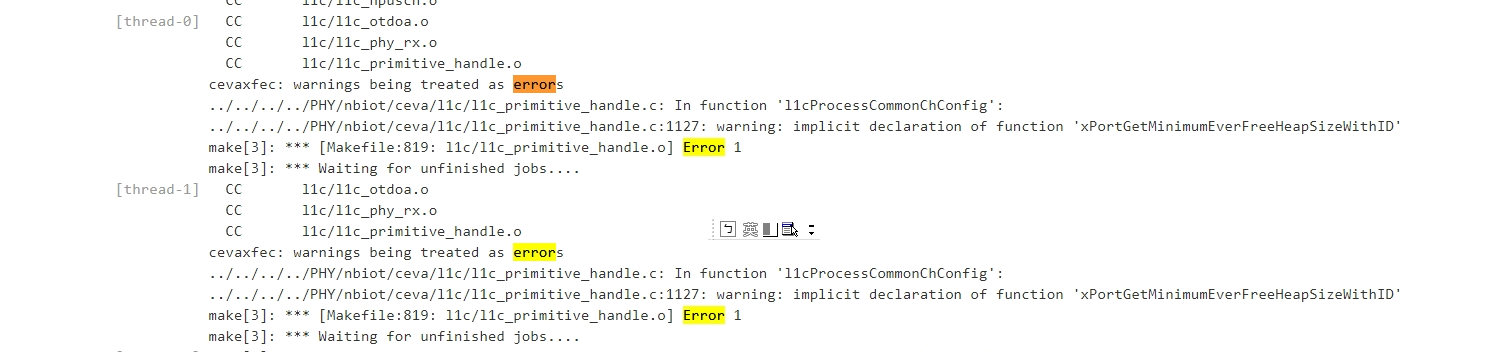 CC l1c/l1c_npusch.o
[thread-0] CC l1c/l1c_otdoa.o
CC l1c/l1c_phy_rx.o
CC l1c/l1c_primitive_handle.o
cevaxfec: warnings being treated as errors
../../../../PHY/nbiot/ceva/l1c/l1c_primitive_handle.c: In function 'l1cProcessCommonChConfig':
../../../../PHY/nbiot/ceva/l1c/l1c_primitive_handle.c:1127: warning: implicit declaration of function 'xPortGetMinimumEverFreeHeapSizeWithID'
make[3]: *** [Makefile:819: l1c/l1c_primitive_handle.o] Error 1
make[3]: *** Waiting for unfinished jobs....
[thread-1] CC l1c/l1c_otdoa.o
CC l1c/l1c_phy_rx.o
CC l1c/l1c_primitive_handle.o
英
cevaxfec: warnings being treated as errors
../../../../PHY/nbiot/ceva/l1c/l1c_primitive_handle.c: In function 'l1cProcessCommonChConfig':
../../../../PHY/nbiot/ceva/l1c/l1c_primitive_handle.c:1127: warning: implicit declaration of function 'xPortGetMinimumEverFreeHeapSizeWithID'
make[3]: *** [Makefile:819: l1c/l1c_primitive_handle.o] Error 1
make[3]: *** Waiting for unfinished jobs....